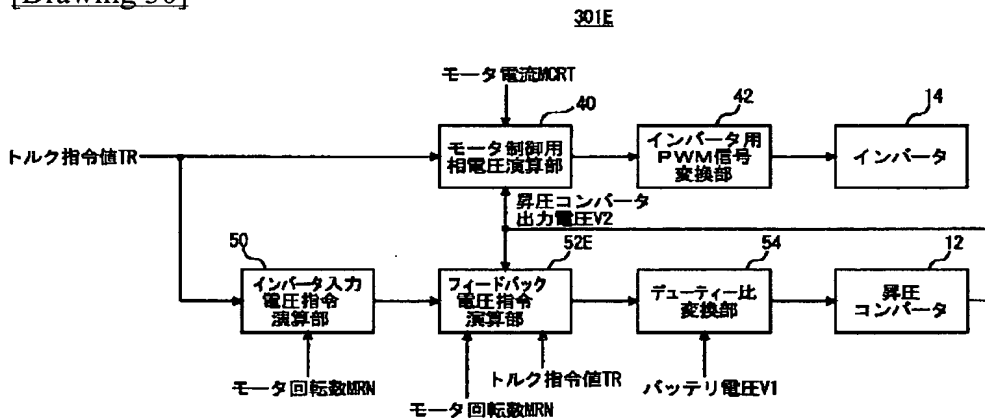 [Drawing 30]
301E
モータ電流MCRT
40
42
14
トルク指令値TR
モータ制御用
相電圧演算部
インバータ用
PWM信号
変換部
インバータ
昇圧コンバータ
出力電圧V2
50
52E
54
12
インバータ入力
電圧指令
演算部
フィードバック
電圧指令
演算部
デューティー比
変換部
昇圧
コンバータ
モータ回転数MRN
モータ回転数MRN
トルク指令値TR
バッテリ電圧V1